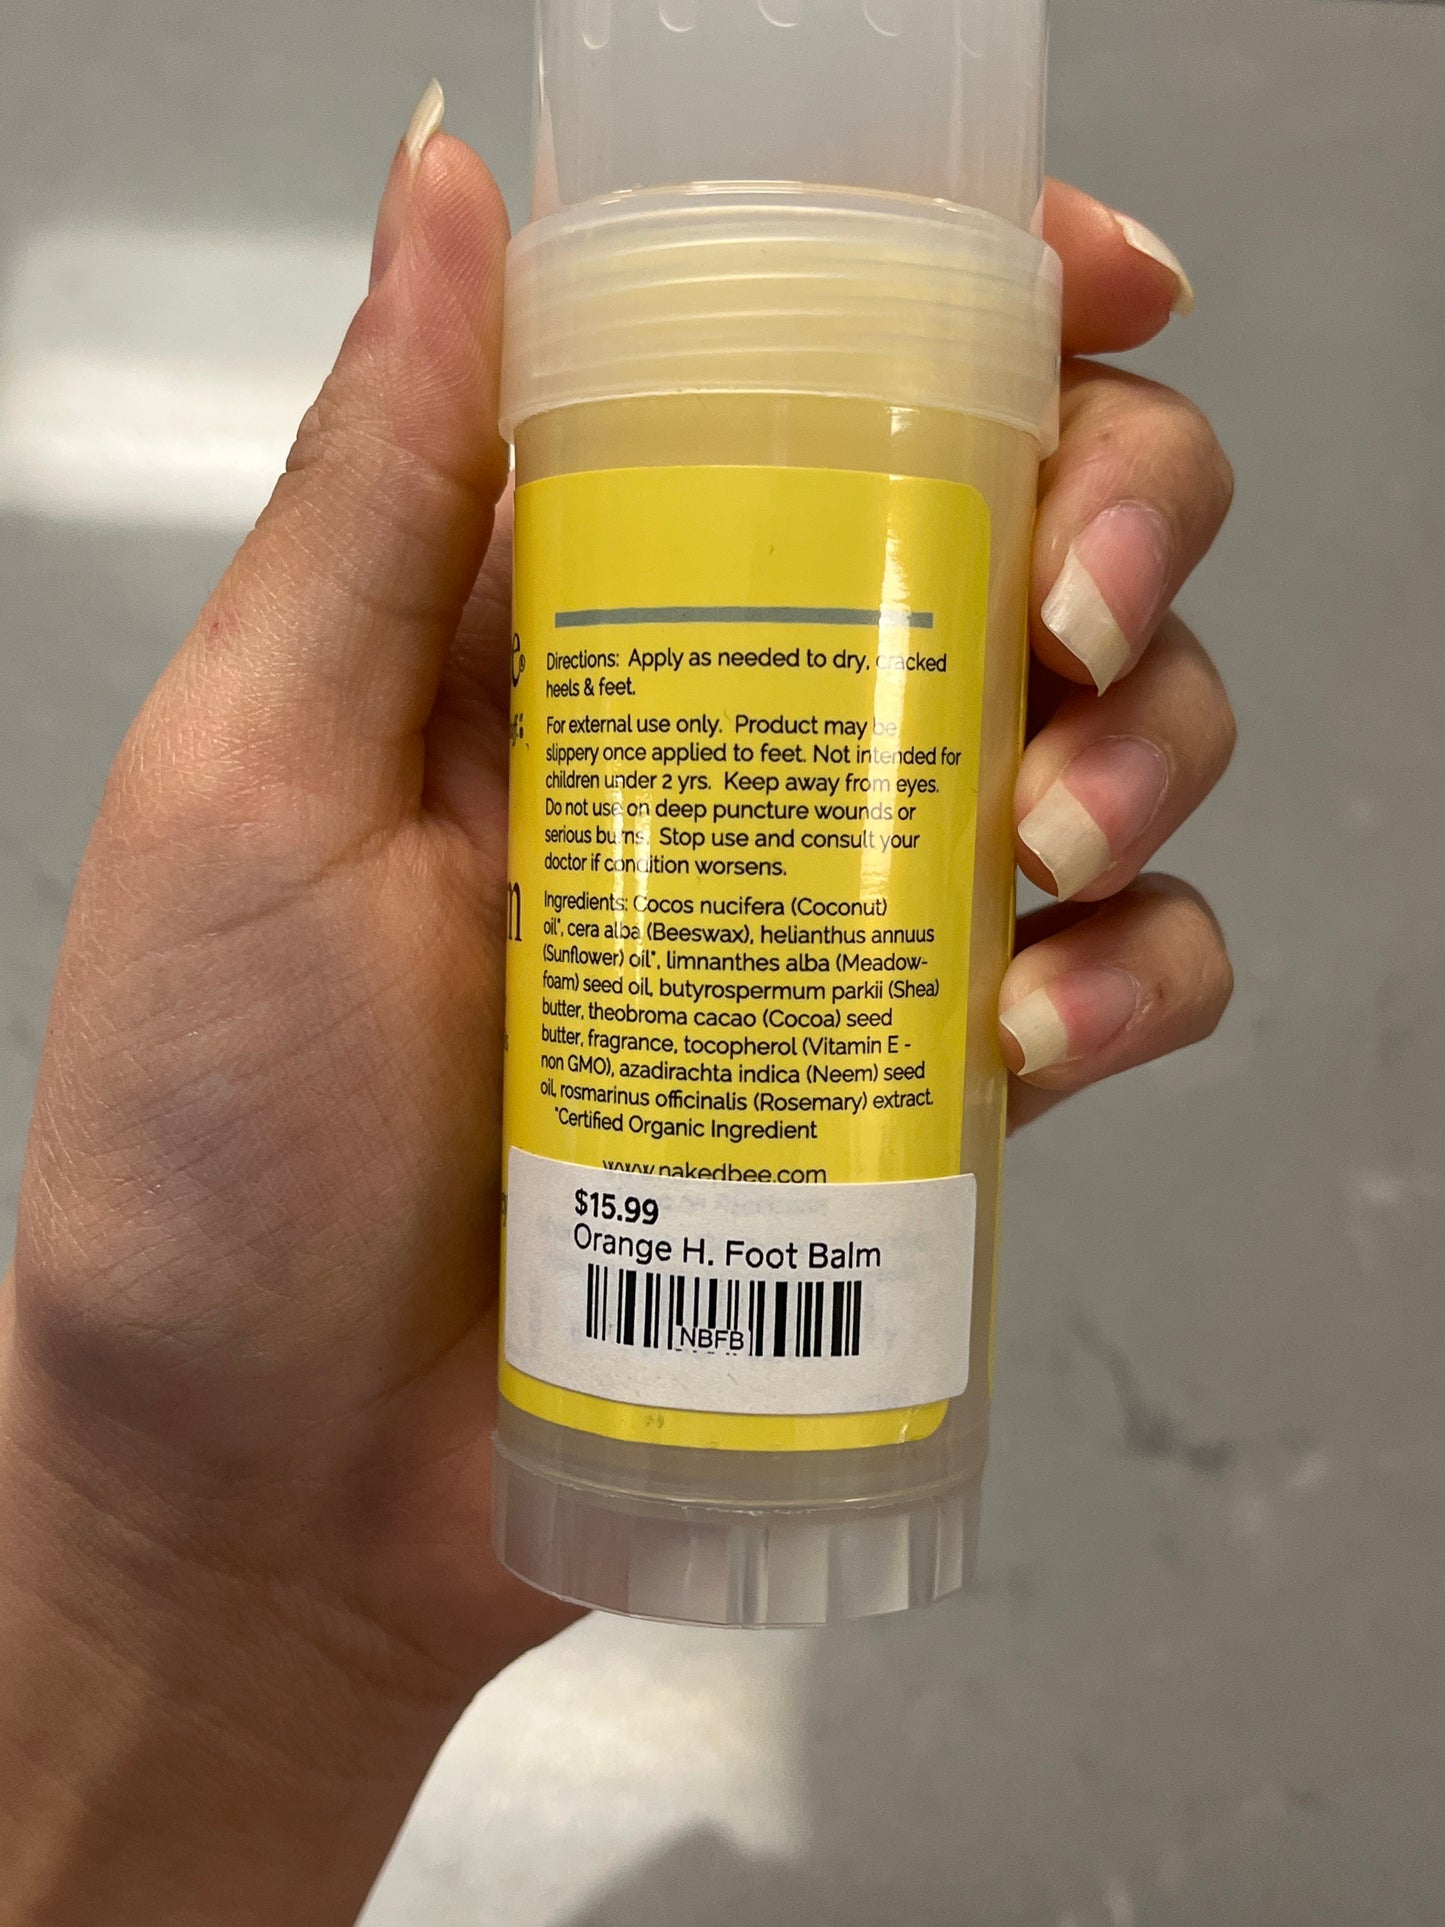 Directions: Apply as needed to dry, cracked
heels & feet.
For external use only. Product may be
slippery once applied to feet. Not intended for
children under 2 yrs. Keep away from eyes.
Do not use on deep puncture wounds or
serious burns. Stop use and consult your
doctor if condition worsens.
Ingredients: Cocos nucifera (Coconut)
oil*, cera alba (Beeswax), helianthus annuus
(Sunflower) oil*, limnanthes alba (Meadow-
foam) seed oil, butyrospermum parkii (Shea)
butter, theobroma cacao (Cocoa) seed
butter, fragrance, tocopherol (Vitamin E -
non GMO), azadirachta indica (Neem) seed
oil, rosmarinus officinalis (Rosemary) extract.
*Certified Organic Ingredient
www.nakedbee.com
$15.99
Orange H. Foot Balm
NBFB